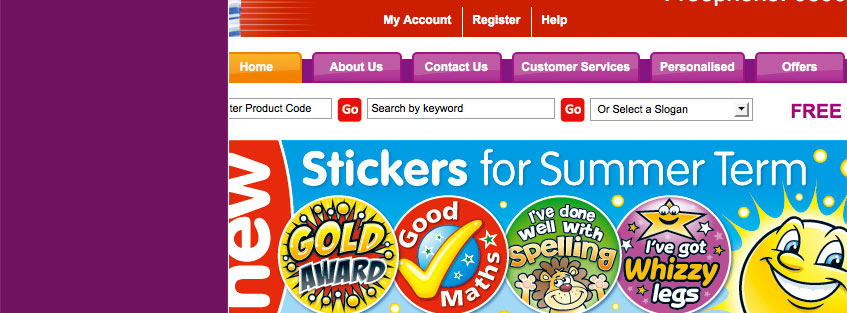 My Account Register Help
Home About Us Contact Us Customer Services Personalised Offers
ter Product Code Go Search by keyword Go Or Select a Slogan FREE
new
Stickers for Summer Term
GOLD
AWARD
Good
Maths
I've done
well with
Spelling
I've got
Whizzy
legs